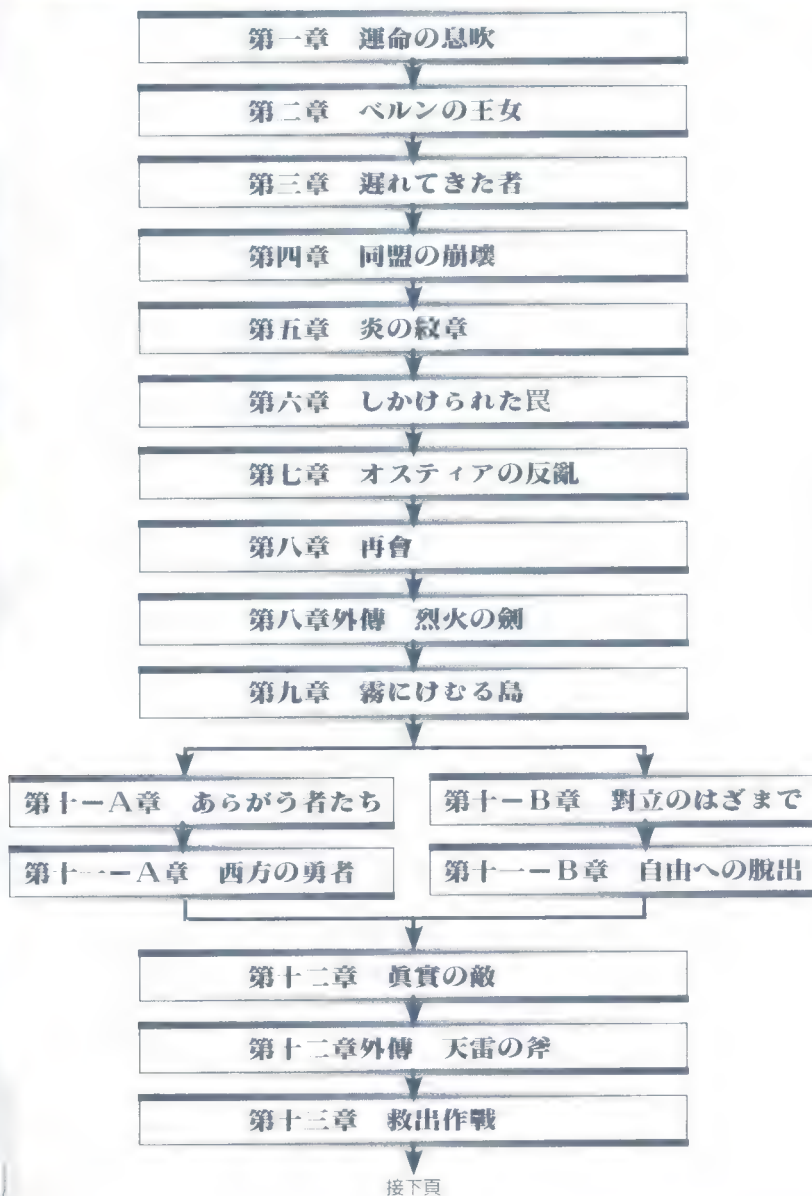 第一章　運命の息吹
第二章　ベルンの王女
第三章　遅れてきた者
第四章　同盟の崩壊
第五章　炎の紋章
第六章　しかけられた罠
第七章　オスティアの反亂
第八章　再會
第八章外傳　烈火の劍
第九章　霧にけむる島
第十－A章　あらがう者たち
第十－B章　對立のはざまで
第十一－A章　西方の勇者
第十一－B章　自由への脫出
第十二章　眞實の敵
第十二章外傳　天雷の斧
第十三章　救出作戰
接下頁